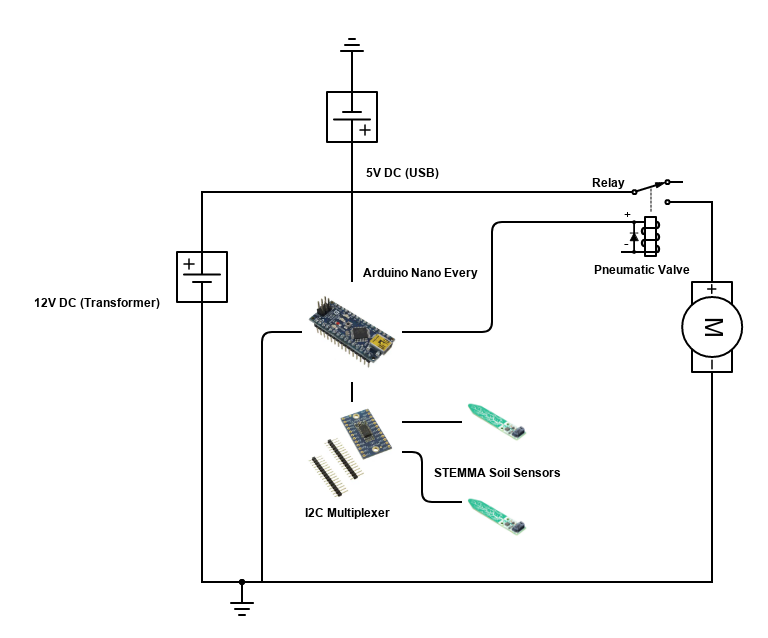 5V DC (USB)
Relay
+
-
Pneumatic Valve
Arduino Nano Every
12V DC (Transformer)
M
STEMMA Soil Sensors
I2C Multiplexer